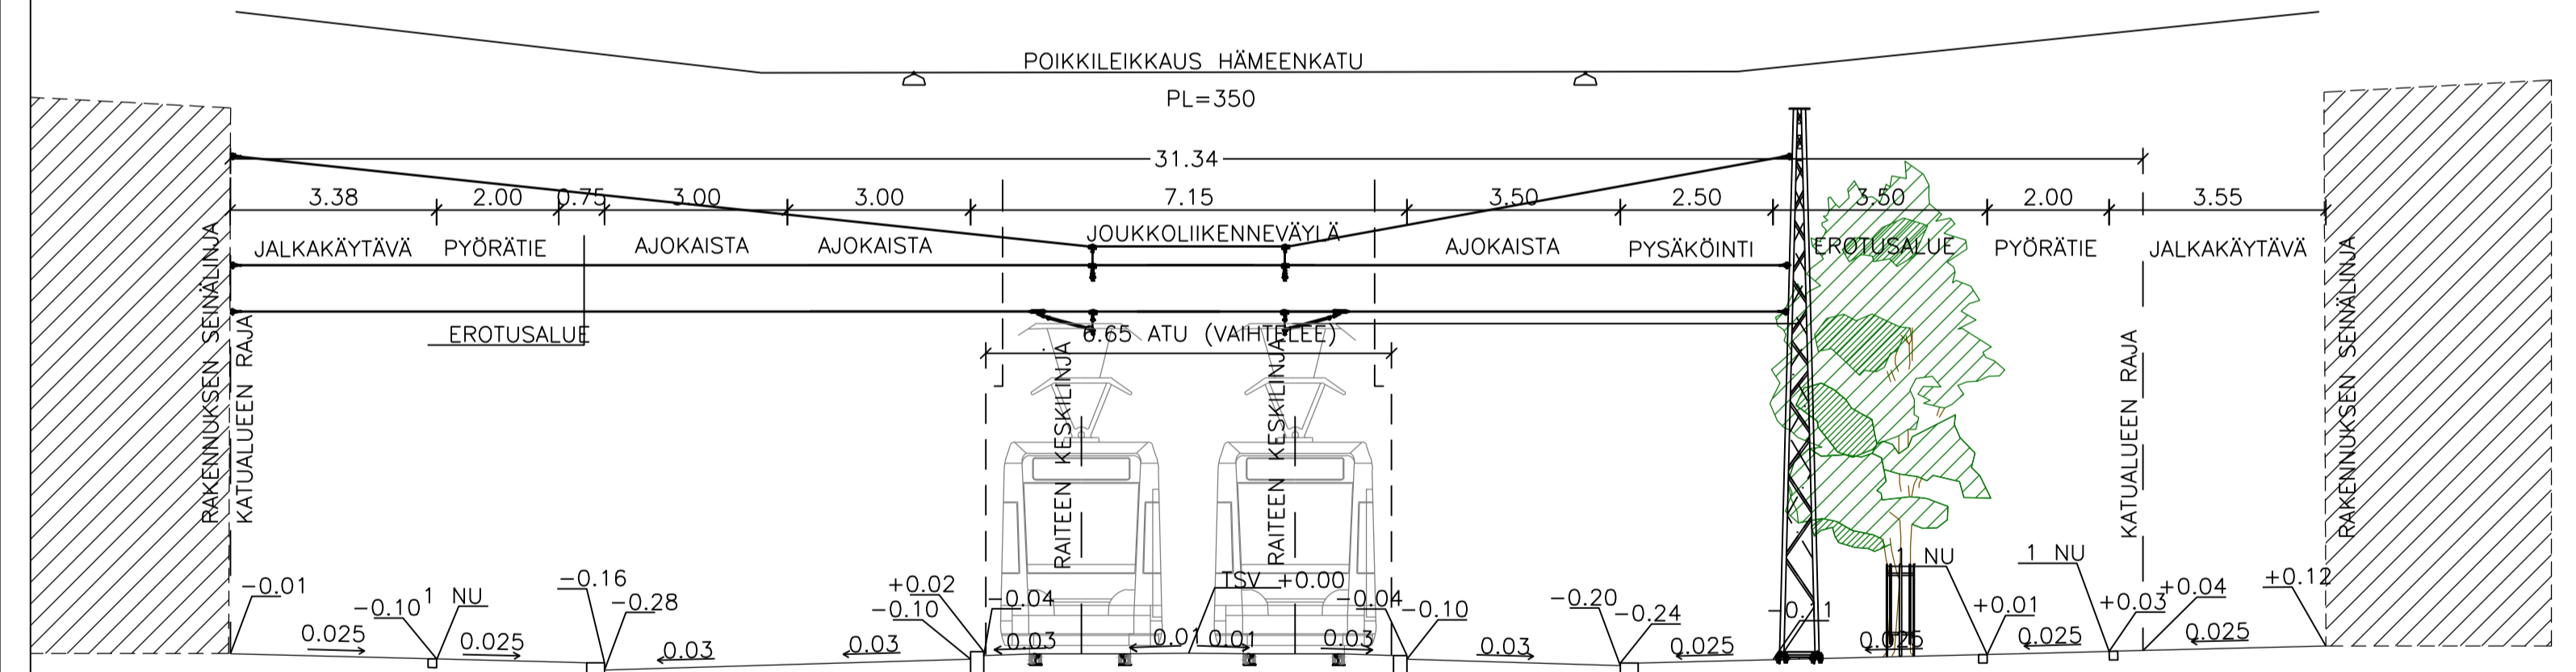 POIKKILEIKKAUS HÄMEENKATU
PL=350
31.34
3.38 2.00 0.75 3.00 3.00 7.15 3.50 2.50 3.50 2.00 3.55
JALKAKÄYTÄVÄ PYÖRÄTIE AJOKAISTA AJOKAISTA JOUKKOLIIKENNEVÄYLÄ AJOKAISTA PYSÄKÖINTI EROTUSALUE PYÖRÄTIE JALKAKÄYTÄVÄ
EROTUSALUE
6.65 ATU (VAIHTELEE)
RAKENNUKSEN SEINÄLINJA
KATUALUEEN RAJA
RAITEEN KESKILINJA
RAITEEN KESKILINJA
KATUALUEEN RAJA
RAKENNUKSEN SEINÄLINJA
-0.01 -0.10 1 NU -0.16 -0.28 +0.02 -0.10 -0.04 TSV +0.00 -0.04 -0.10 -0.20 -0.24 1 NU +0.01 1 NU +0.03 +0.04 +0.12
0.025 0.025 0.03 0.03 0.03 0.01 0.01 0.03 0.03 0.025 0.025 0.025 0.025